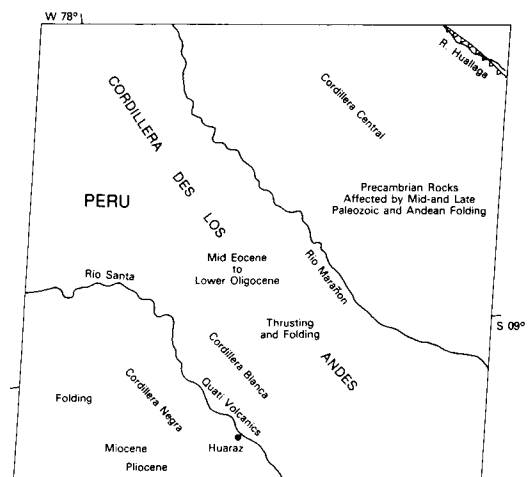 W 78°
R. Huallaga
CORDILLERA
DES
LOS
ANDES
Cordillera Central
Precambrian Rocks
Affected by Mid-and Late
Paleozoic and Andean Folding
PERU
Mid Eocene
to
Lower Oligocene
Rio Marañon
Rio Santa
S 09°
Thrusting
and Folding
Cordillera Blanca
Quati Volcanics
Cordillera Negra
Folding
Huaraz
Miocene
Pliocene